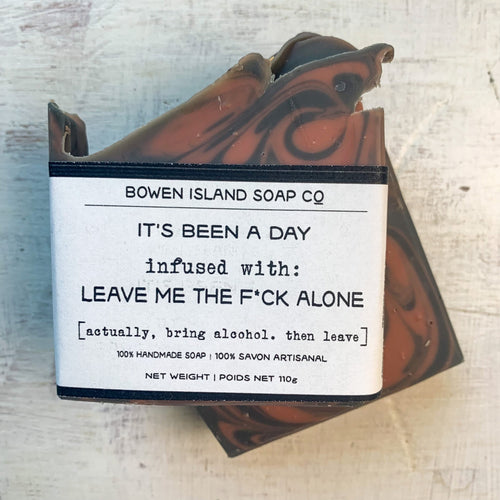 BOWEN ISLAND SOAP CO
IT'S BEEN A DAY
infused with:
LEAVE ME THE F*CK ALONE
[actually, bring alcohol. then leave]
100% HANDMADE SOAP | 100% SAVON ARTISANAL
NET WEIGHT | POIDS NET 110g